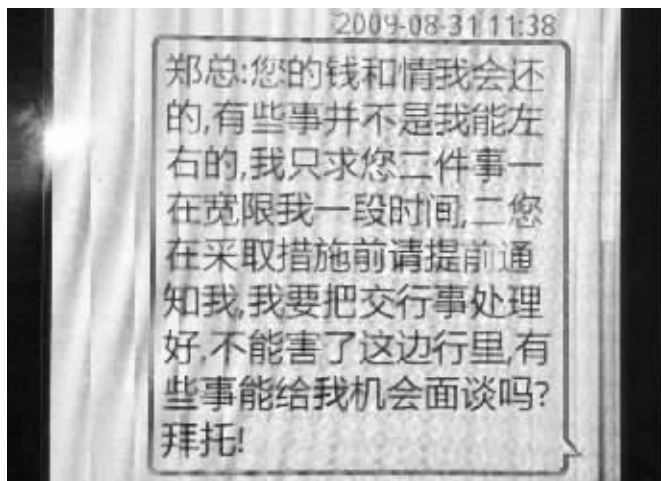 2009-08-31 11:38
郑总:您的钱和情我会还
的,有些事并不是我能左
右的,我只求您二件事一
在宽限我一段时间,二您
在采取措施前请提前通
知我,我要把交行事处理
好,不能害了这边行里,有
些事能给我机会面谈吗?
拜托!